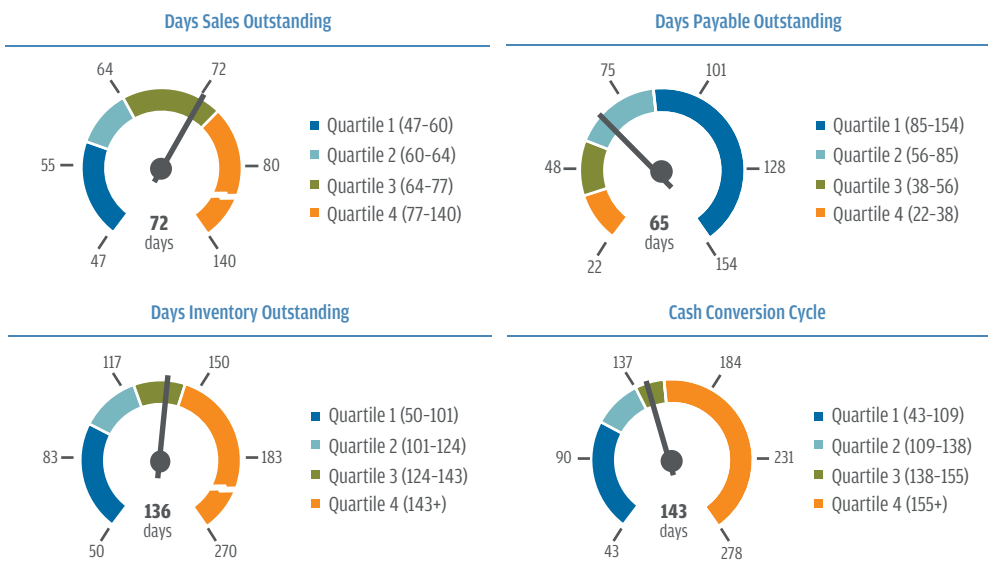 Days Sales Outstanding
64
72
55
80
47
140
72
days
Quartile 1 (47–60)
Quartile 2 (60–64)
Quartile 3 (64–77)
Quartile 4 (77–140)
Days Payable Outstanding
75
101
48
128
22
154
65
days
Quartile 1 (85–154)
Quartile 2 (56–85)
Quartile 3 (38–56)
Quartile 4 (22–38)
Days Inventory Outstanding
117
150
83
183
50
270
136
days
Quartile 1 (50–101)
Quartile 2 (101–124)
Quartile 3 (124–143)
Quartile 4 (143+)
Cash Conversion Cycle
137
184
90
231
43
278
143
days
Quartile 1 (43–109)
Quartile 2 (109–138)
Quartile 3 (138–155)
Quartile 4 (155+)